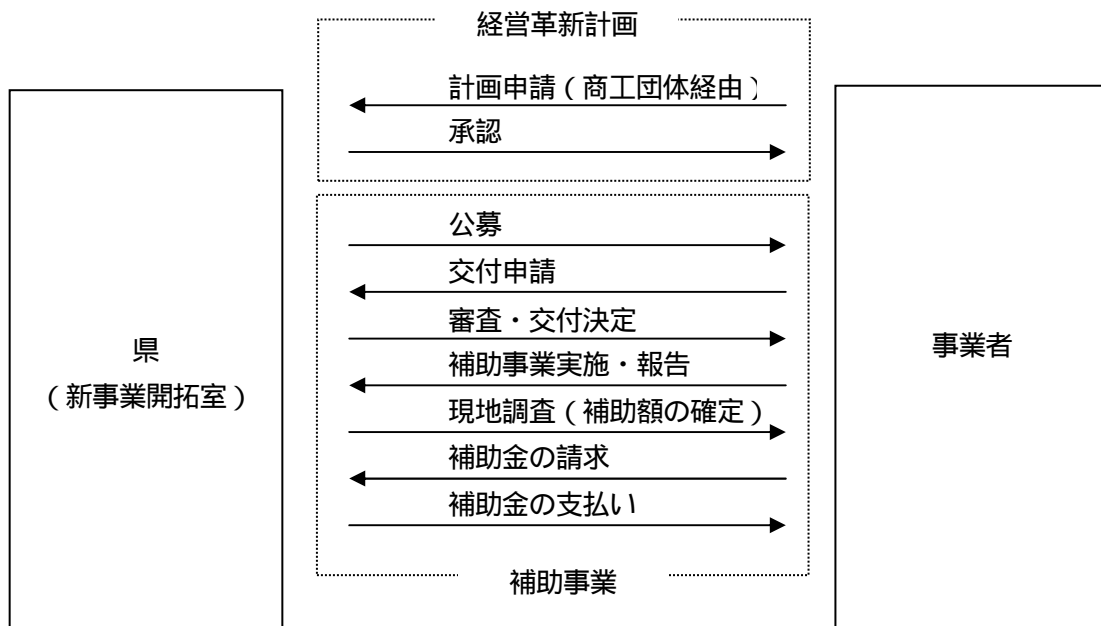 経営革新計画
計画申請（商工団体経由）
承認
公募
交付申請
審査・交付決定
補助事業実施・報告
現地調査（補助額の確定）
補助金の請求
補助金の支払い
補助事業
県
（新事業開拓室）
事業者